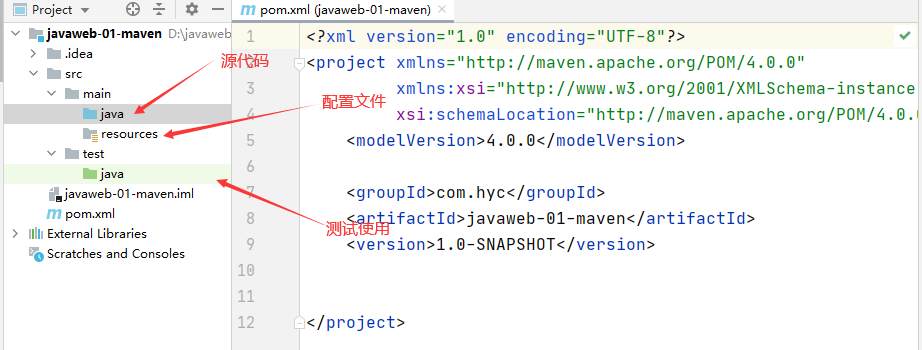 Project
pom.xml (javaweb-01-maven)
javaweb-01-maven D:\javaweb
.idea
src
main
java
resources
test
java
javaweb-01-maven.iml
pom.xml
External Libraries
Scratches and Consoles
源代码
配置文件
测试使用
1 <?xml version="1.0" encoding="UTF-8"?>
2 <project xmlns="http://maven.apache.org/POM/4.0.0"
3 xmlns:xsi="http://www.w3.org/2001/XMLSchema-instance
4 xsi:schemaLocation="http://maven.apache.org/POM/4.0.
5 <modelVersion>4.0.0</modelVersion>
6
7 <groupId>com.hyc</groupId>
8 <artifactId>javaweb-01-maven</artifactId>
9 <version>1.0-SNAPSHOT</version>
10
11
12 </project>